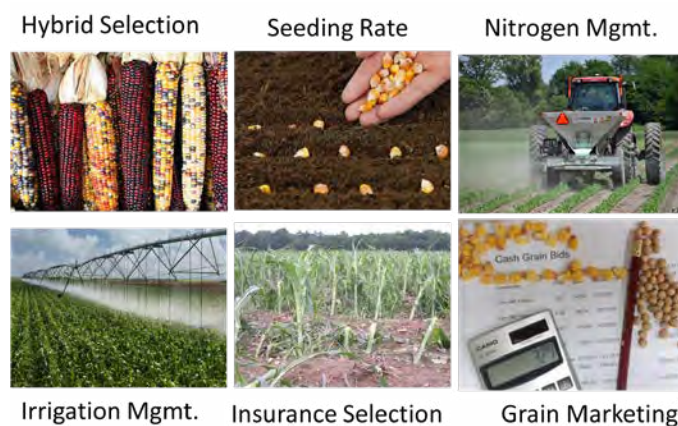 Hybrid Selection
Seeding Rate
Nitrogen Mgmt.
Cash Grain Bids
CASIO
Irrigation Mgmt.
Insurance Selection
Grain Marketing